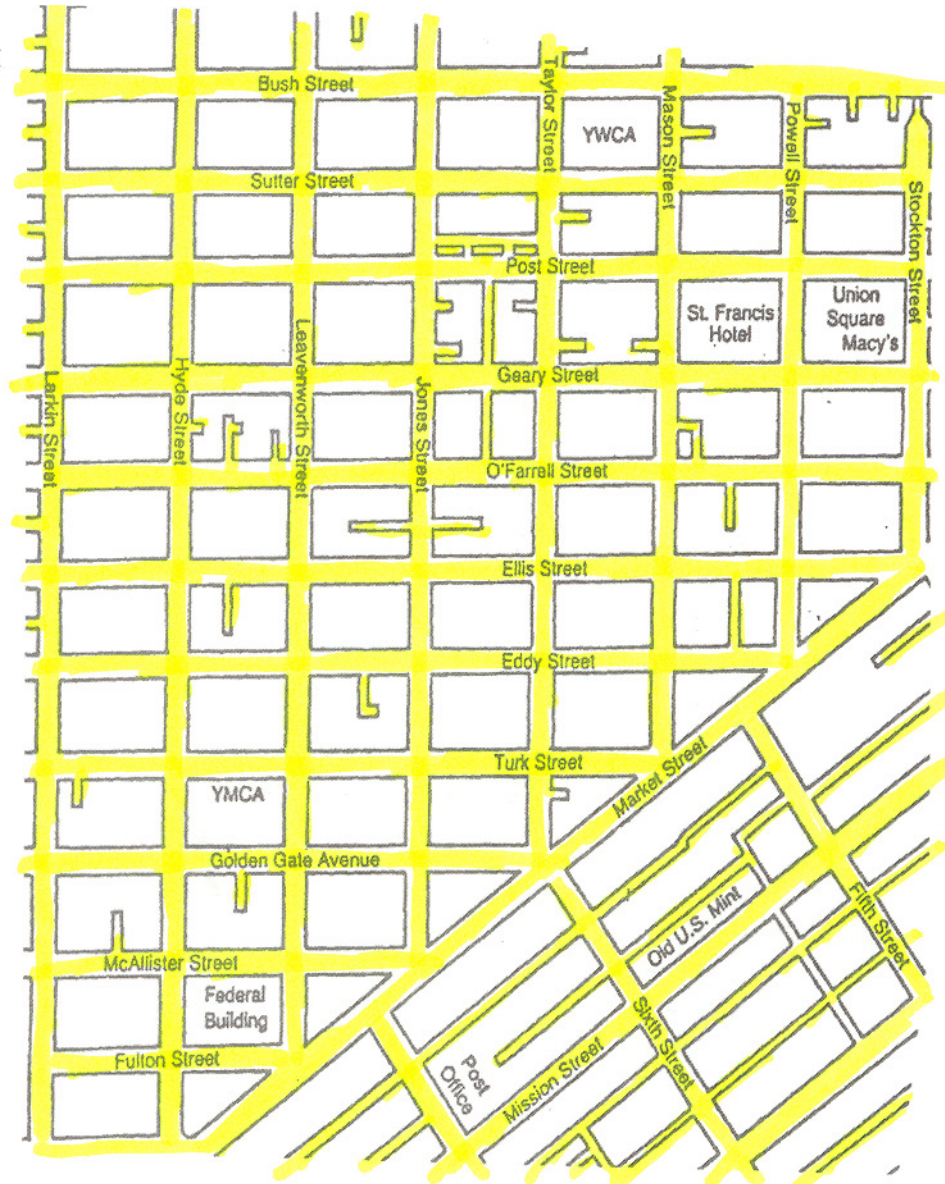 Bush Street
Taylor Street
Mason Street
Powell Street
YWCA
Sutter Street
Stockton Street
Post Street
St. Francis
Hotel
Union
Square
Macy's
Larkin Street
Hyde Street
Leavenworth Street
Jones Street
Geary Street
O'Farrell Street
Ellis Street
Eddy Street
Turk Street
Market Street
YMCA
Golden Gate Avenue
Old U.S. Mint
Fifth Street
McAllister Street
Federal
Building
Sixth Street
Fulton Street
Post
Office
Mission Street